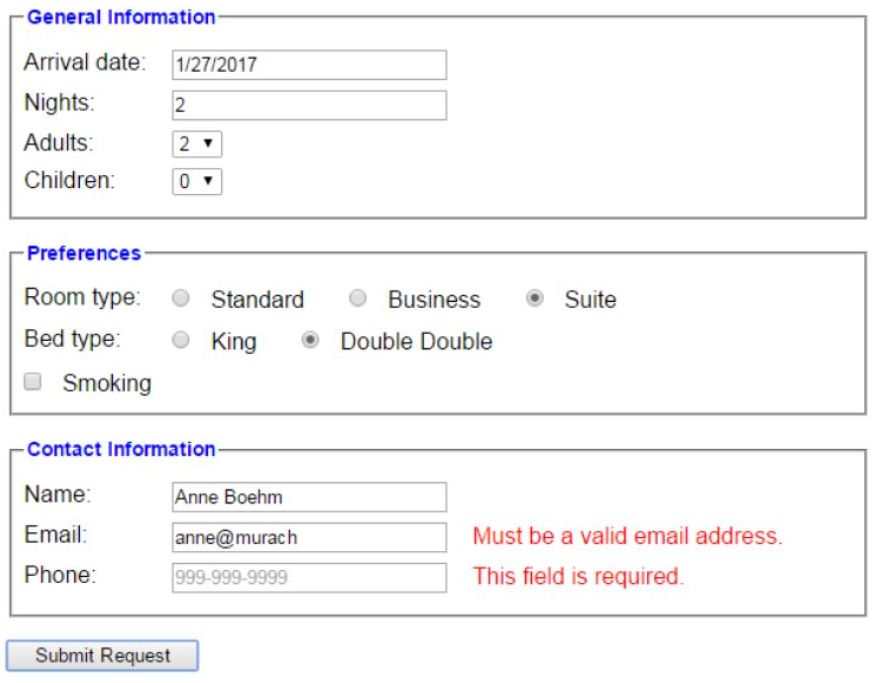 General Information
Arrival date: 1/27/2017
Nights: 2
Adults: 2
Children: 0
Preferences
Room type: Standard Business Suite
Bed type: King Double Double
Smoking
Contact Information
Name: Anne Boehm
Email: anne@murach Must be a valid email address.
Phone: 999-999-9999 This field is required.
Submit Request